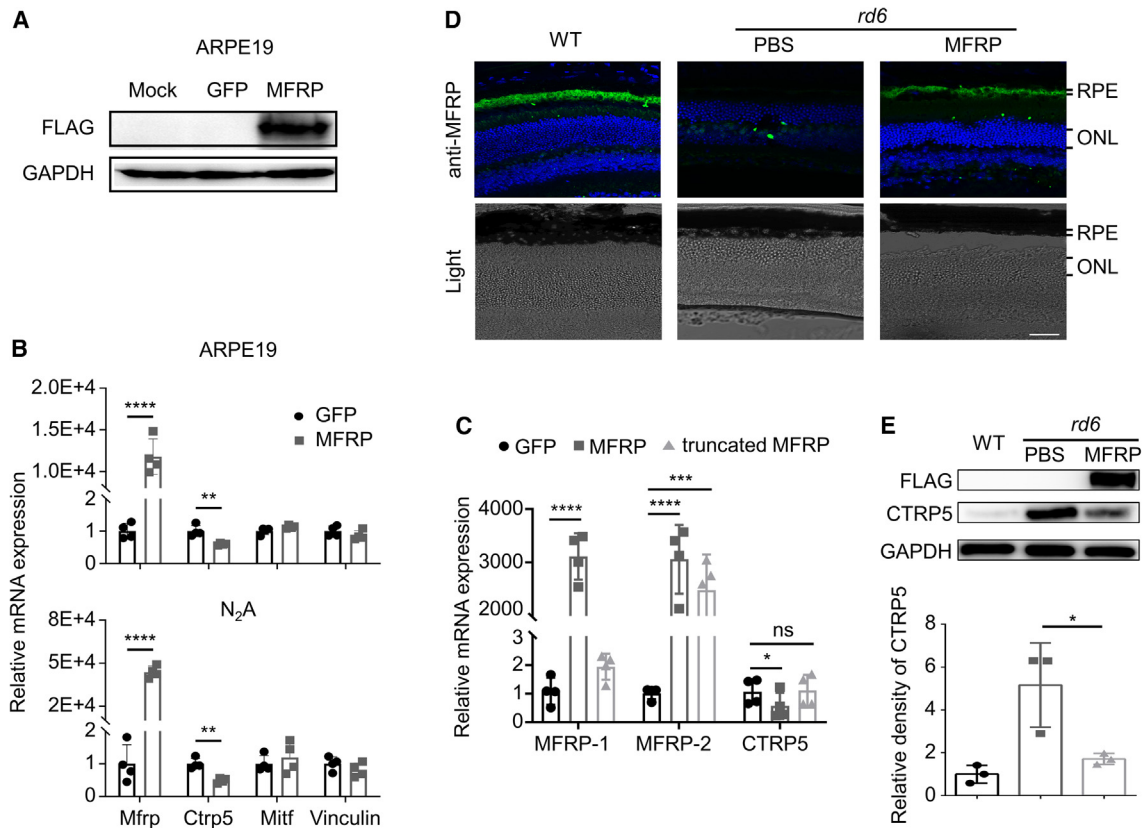 A
ARPE19
Mock GFP MFRP
FLAG
GAPDH
B
ARPE19
Relative mRNA expression
2.0E+4
1.5E+4
1.0E+4
2
1
0
****
**
GFP
MFRP
N2A
8E+4
5E+4
2E+4
2
1
0
****
**
Mfrp Ctrp5 Mitf Vinculin
C
GFP MFRP truncated MFRP
Relative mRNA expression
4000
3000
2000
3
2
1
0
****
***
****
ns
*
MFRP-1 MFRP-2 CTRP5
D
rd6
WT PBS MFRP
anti-MFRP
RPE
ONL
Light
RPE
ONL
E
rd6
WT PBS MFRP
FLAG
CTRP5
GAPDH
Relative density of CTRP5
8
6
4
2
0
*